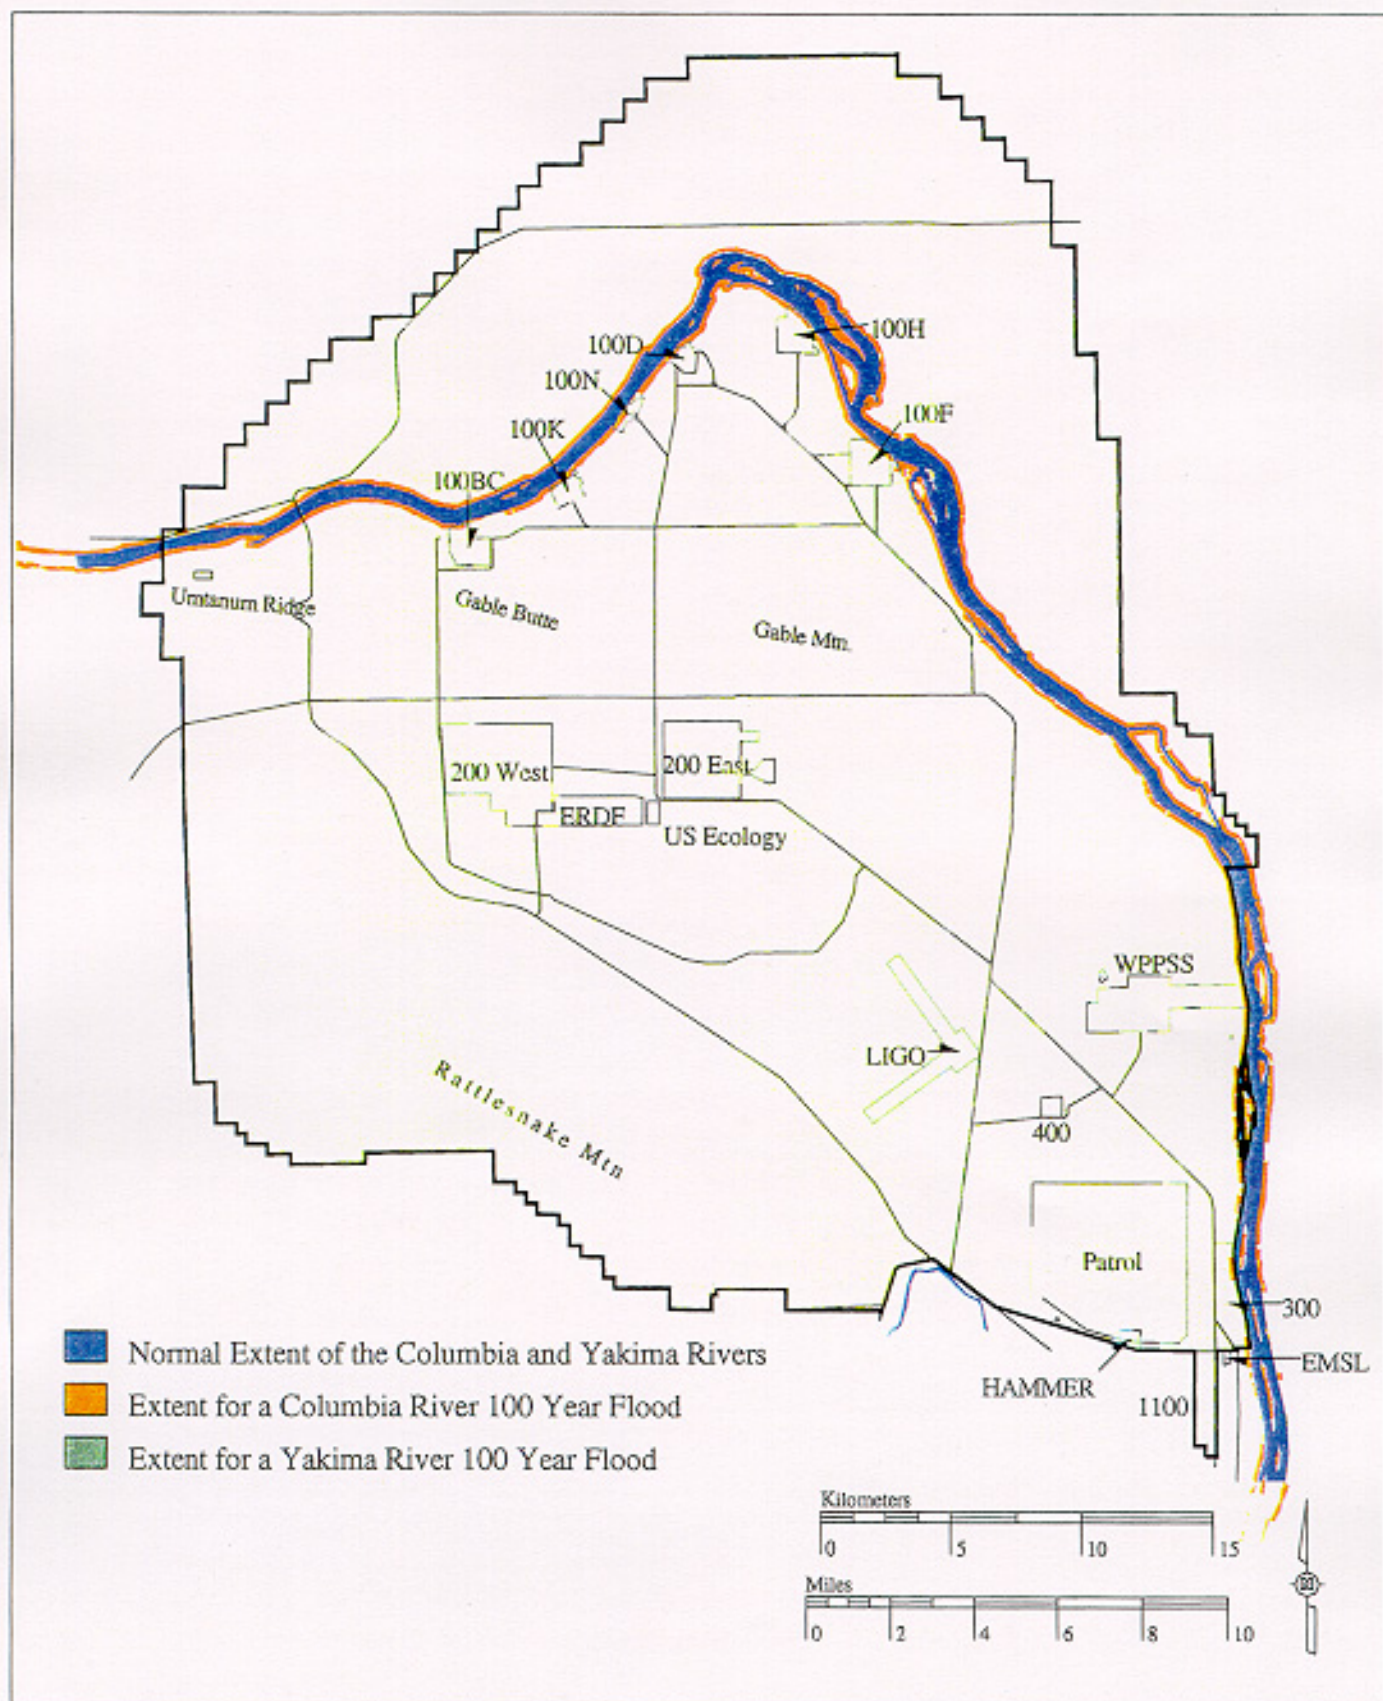 100H
100D
100N
100F
100K
100BC
Umtanum Ridge
Gable Butte
Gable Mtn.
200 West
200 East
ERDF
US Ecology
WPPSS
LIGO
Rattlesnake Mtn
400
Patrol
300
Normal Extent of the Columbia and Yakima Rivers
EMSL
HAMMER
Extent for a Columbia River 100 Year Flood
1100
Extent for a Yakima River 100 Year Flood
Kilometers
0 5 10 15
Miles
0 2 4 6 8 10